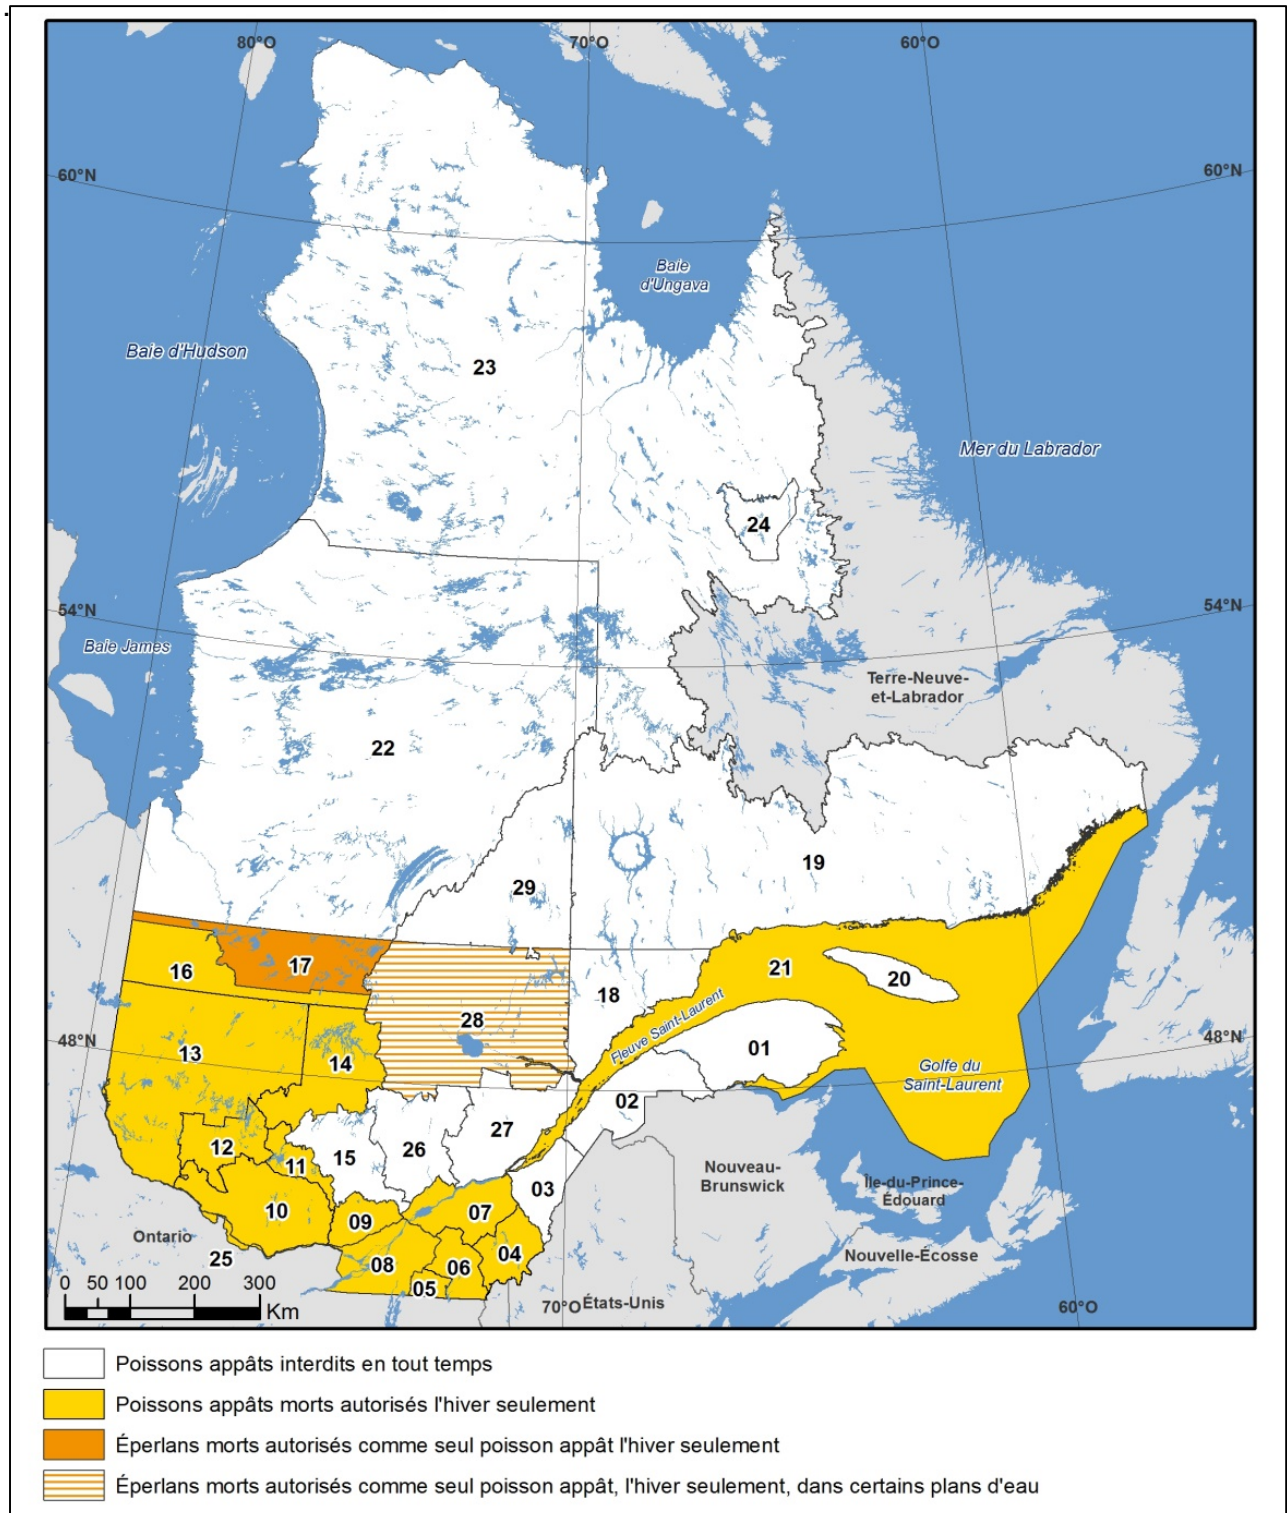 80°O
70°O
60°O
60°N
60°N
Baie
d'Ungava
Baie d'Hudson
23
Mer du Labrador
24
54°N
54°N
Baie James
Terre-Neuve-
et-Labrador
22
19
29
16
17
21
20
18
28
Fleuve Saint-Laurent
48°N
48°N
13
14
01
Golfe du
Saint-Laurent
02
12
11
15
26
27
03
Nouveau-
Brunswick
Île-du-Prince-
Édouard
10
09
07
Ontario
25
08
06
04
05
Nouvelle-Écosse
0 50 100 200 300
Km
70°O
États-Unis
60°O
Poissons appâts interdits en tout temps
Poissons appâts morts autorisés l'hiver seulement
Éperlans morts autorisés comme seul poisson appât l'hiver seulement
Éperlans morts autorisés comme seul poisson appât, l'hiver seulement, dans certains plans d'eau